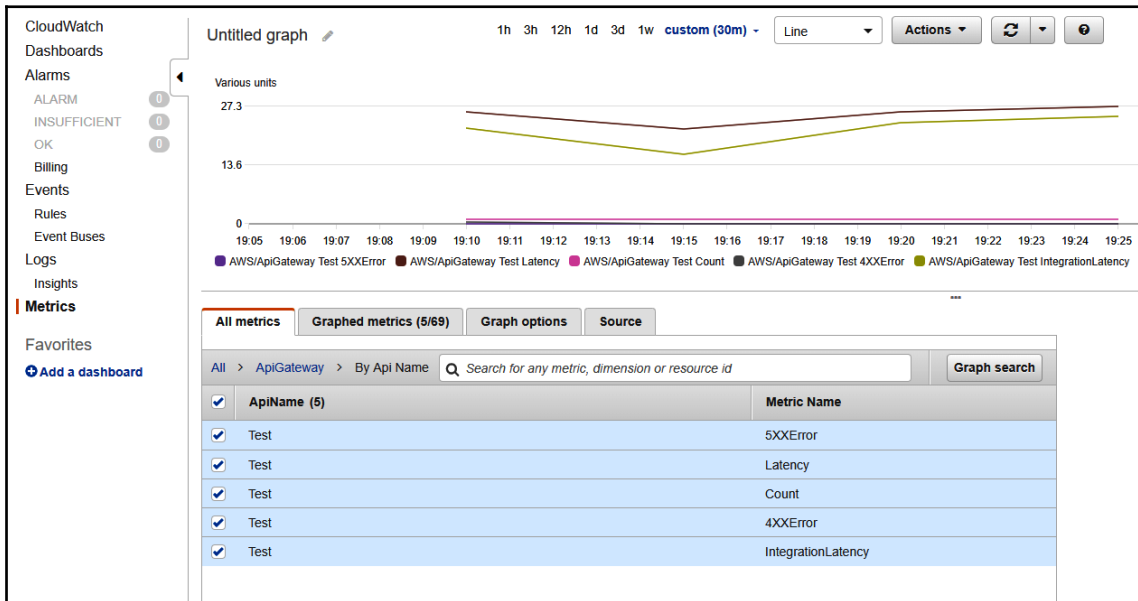 CloudWatch
Dashboards
Alarms
ALARM 0
INSUFFICIENT 0
OK 0
Billing
Events
Rules
Event Buses
Logs
Insights
Metrics
Favorites
Add a dashboard
Untitled graph
1h 3h 12h 1d 3d 1w custom (30m)
Line
Actions
?
Various units
27.3
13.6
0
19:05 19:06 19:07 19:08 19:09 19:10 19:11 19:12 19:13 19:14 19:15 19:16 19:17 19:18 19:19 19:20 19:21 19:22 19:23 19:24 19:25
AWS/ApiGateway Test 5XXError AWS/ApiGateway Test Latency AWS/ApiGateway Test Count AWS/ApiGateway Test 4XXError AWS/ApiGateway Test IntegrationLatency
All metrics Graphed metrics (5/69) Graph options Source
All > ApiGateway > By Api Name Search for any metric, dimension or resource id Graph search
ApiName (5) Metric Name
Test 5XXError
Test Latency
Test Count
Test 4XXError
Test IntegrationLatency